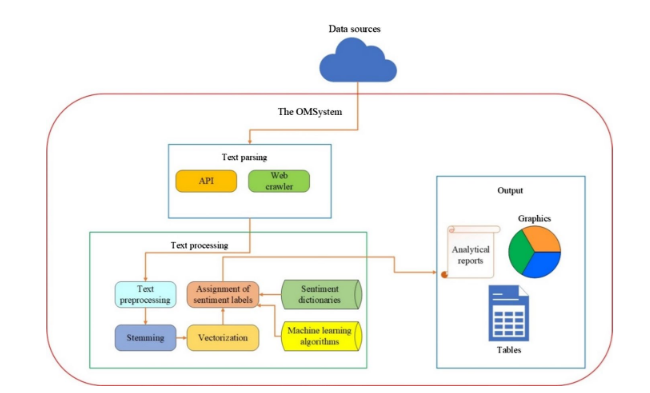 Data sources
The OMSystem
Text parsing
API
Web
crawler
Text processing
Text
preprocessing
Assignment of
sentiment labels
Sentiment
dictionaries
Stemming
Vectorization
Machine learning
algorithms
Output
Graphics
Analytical
reports
Tables